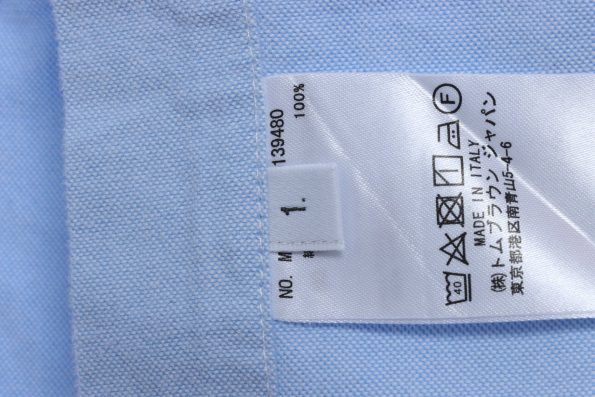 NO. M
139480
100%
1.
40
F
MADE IN ITALY
(株)トムブラウン ジャパン
東京都港区南青山5-4-6